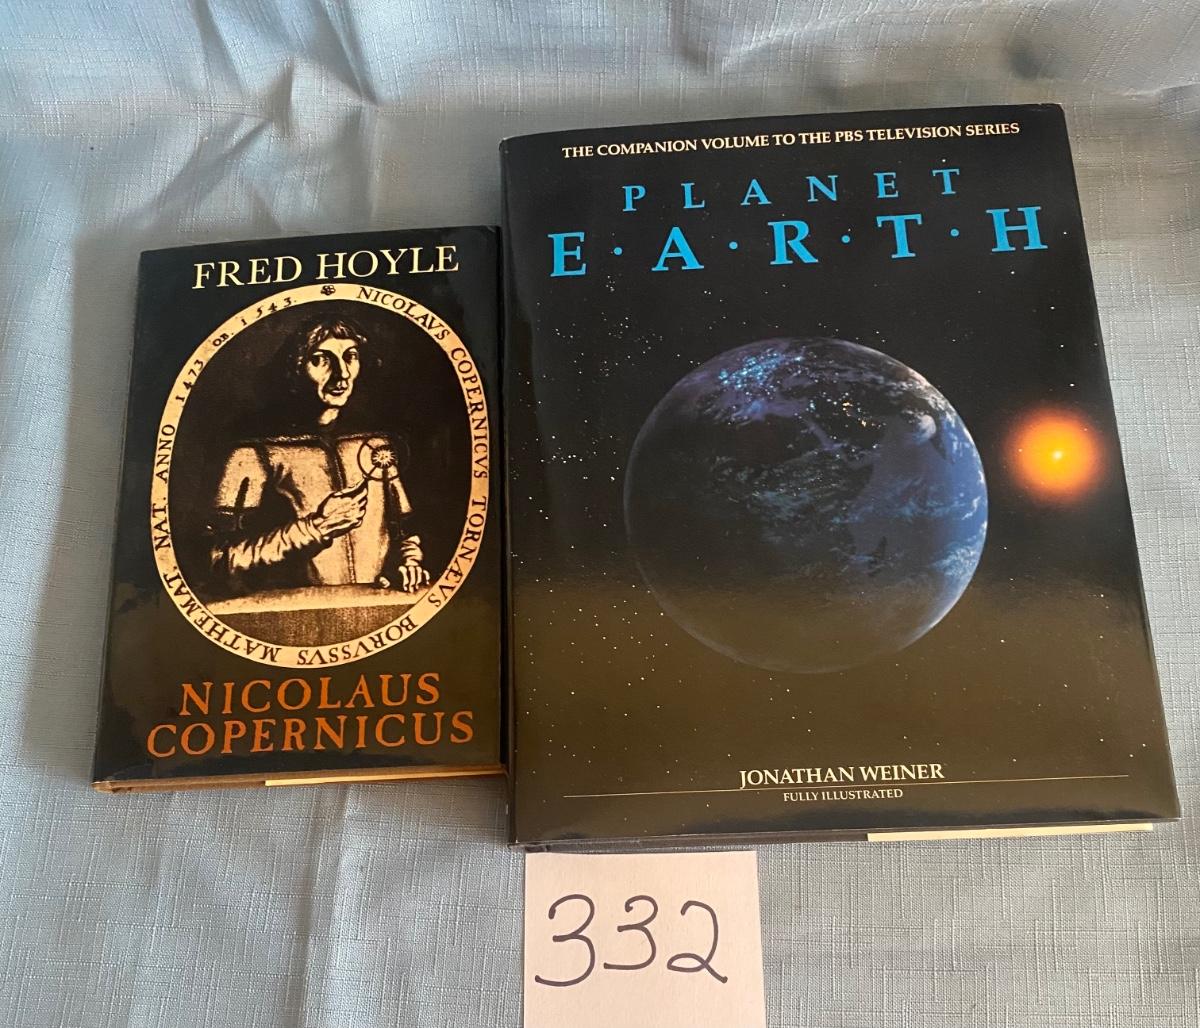 FRED HOYLE
NICOLAVS COPERNICVS TORNÆVS BORVSSVS MATHEMAT. NAT. ANNO 1473 OB. 1543.
NICOLAUS
COPERNICUS
THE COMPANION VOLUME TO THE PBS TELEVISION SERIES
PLANET
E·A·R·T·H
JONATHAN WEINER
FULLY ILLUSTRATED
332